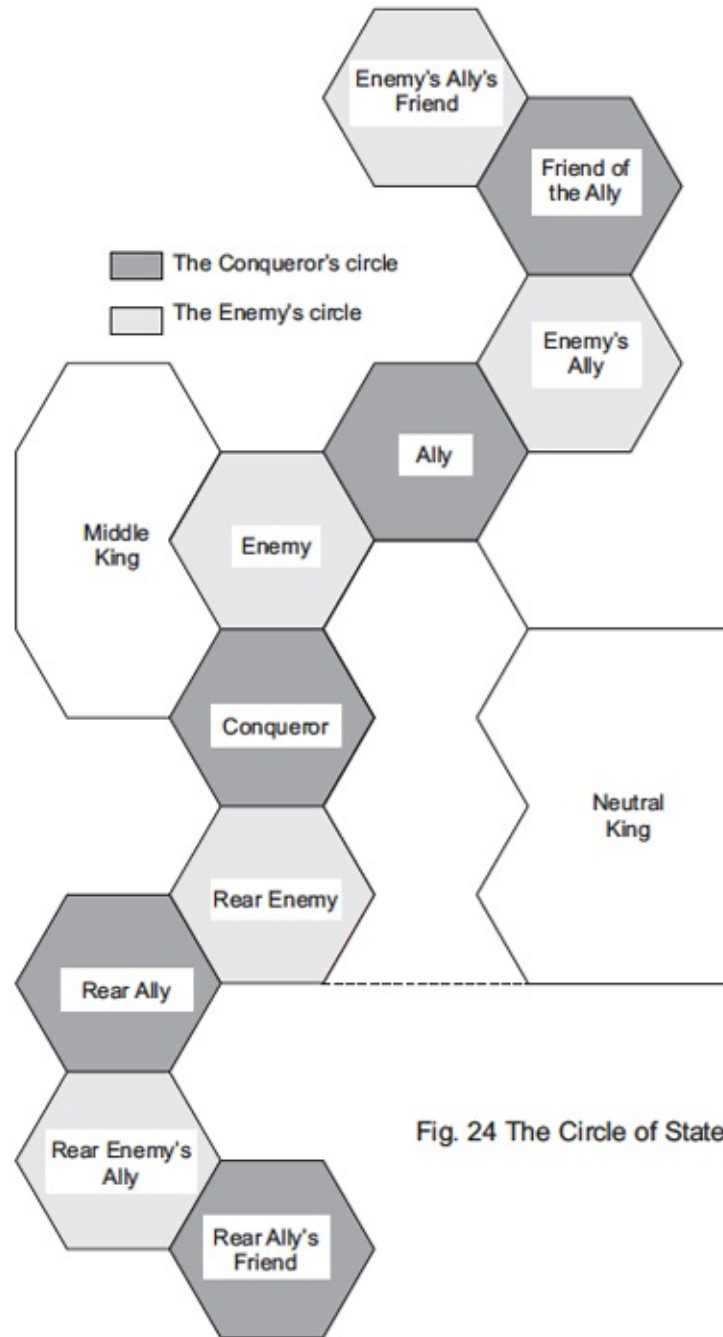 Enemy's Ally's
Friend
Friend of
the Ally
The Conqueror's circle
The Enemy's circle
Enemy's
Ally
Ally
Middle
King
Enemy
Conqueror
Neutral
King
Rear Enemy
Rear Ally
Fig. 24 The Circle of State
Rear Enemy's
Ally
Rear Ally's
Friend